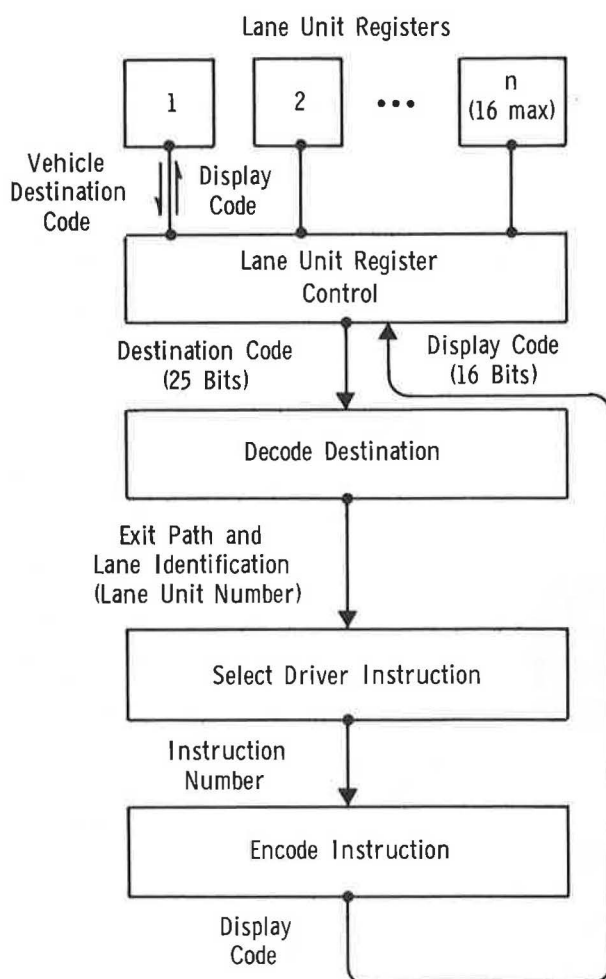 Lane Unit Registers
1
2
•••
n
(16 max)
Vehicle
Destination
Code
Display
Code
Lane Unit Register
Control
Destination Code
(25 Bits)
Display Code
(16 Bits)
Decode Destination
Exit Path and
Lane Identification
(Lane Unit Number)
Select Driver Instruction
Instruction
Number
Encode Instruction
Display
Code